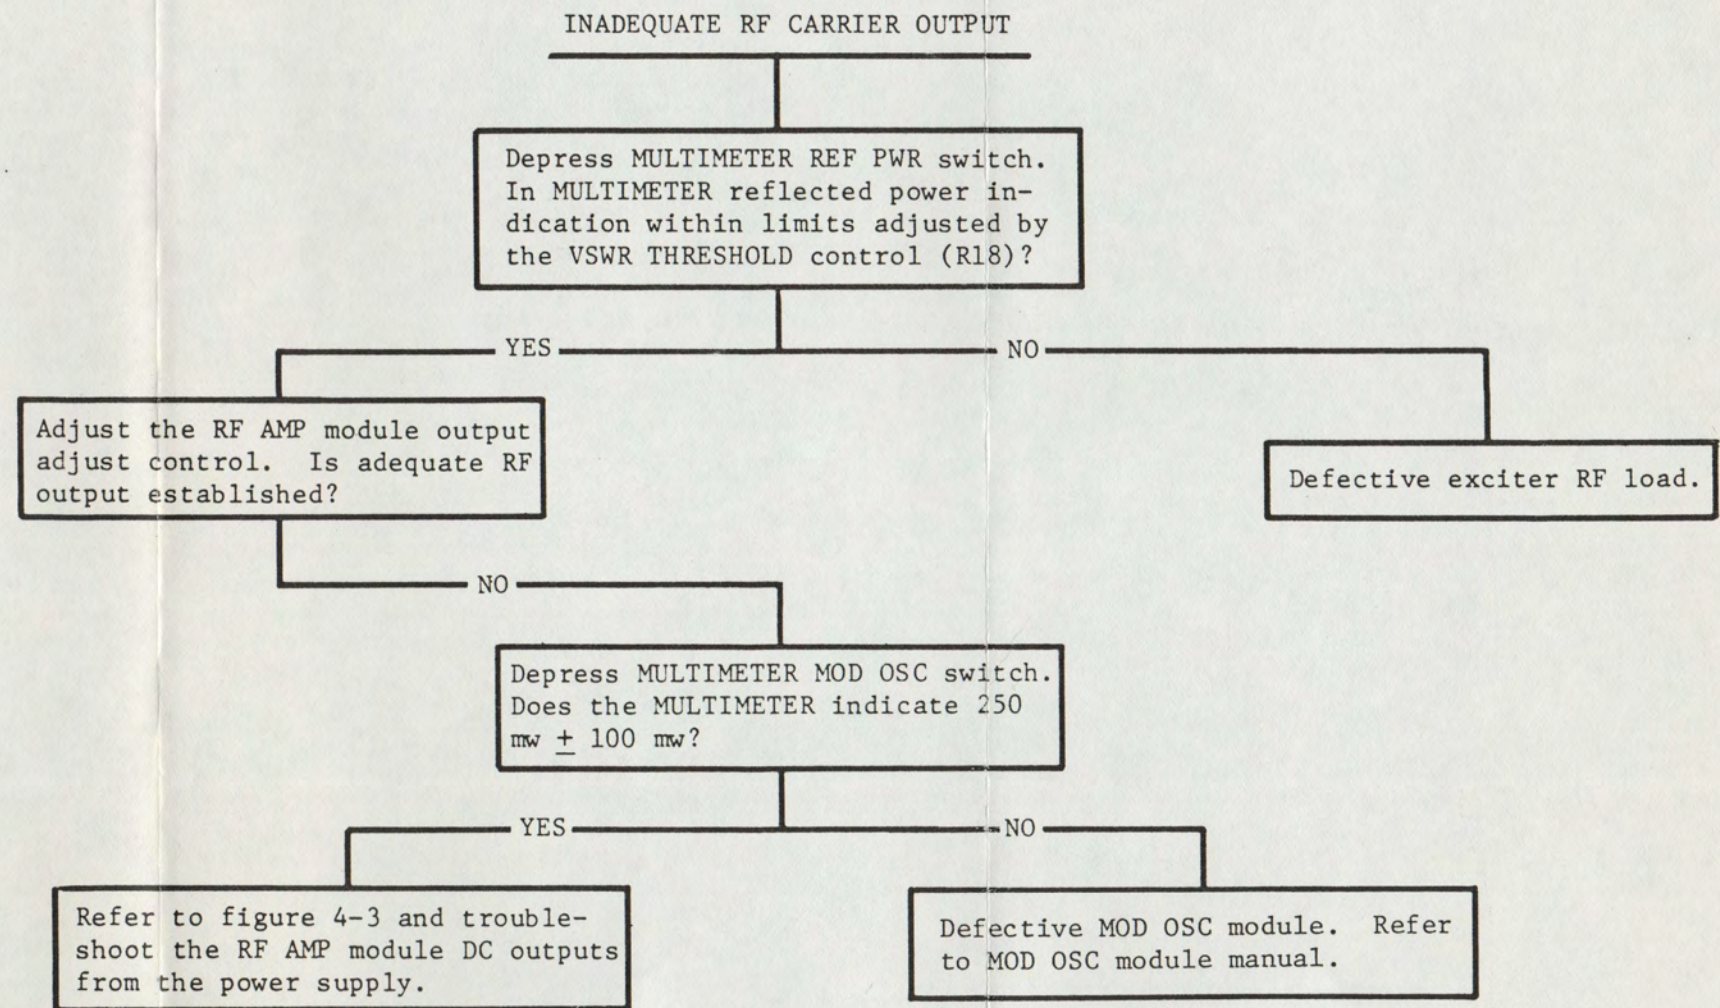 INADEQUATE RF CARRIER OUTPUT
Depress MULTIMETER REF PWR switch.
In MULTIMETER reflected power in-
dication within limits adjusted by
the VSWR THRESHOLD control (R18)?
YES
NO
Adjust the RF AMP module output
adjust control. Is adequate RF
output established?
Defective exciter RF load.
NO
Depress MULTIMETER MOD OSC switch.
Does the MULTIMETER indicate 250
mw ± 100 mw?
YES
NO
Refer to figure 4-3 and trouble-
shoot the RF AMP module DC outputs
from the power supply.
Defective MOD OSC module. Refer
to MOD OSC module manual.